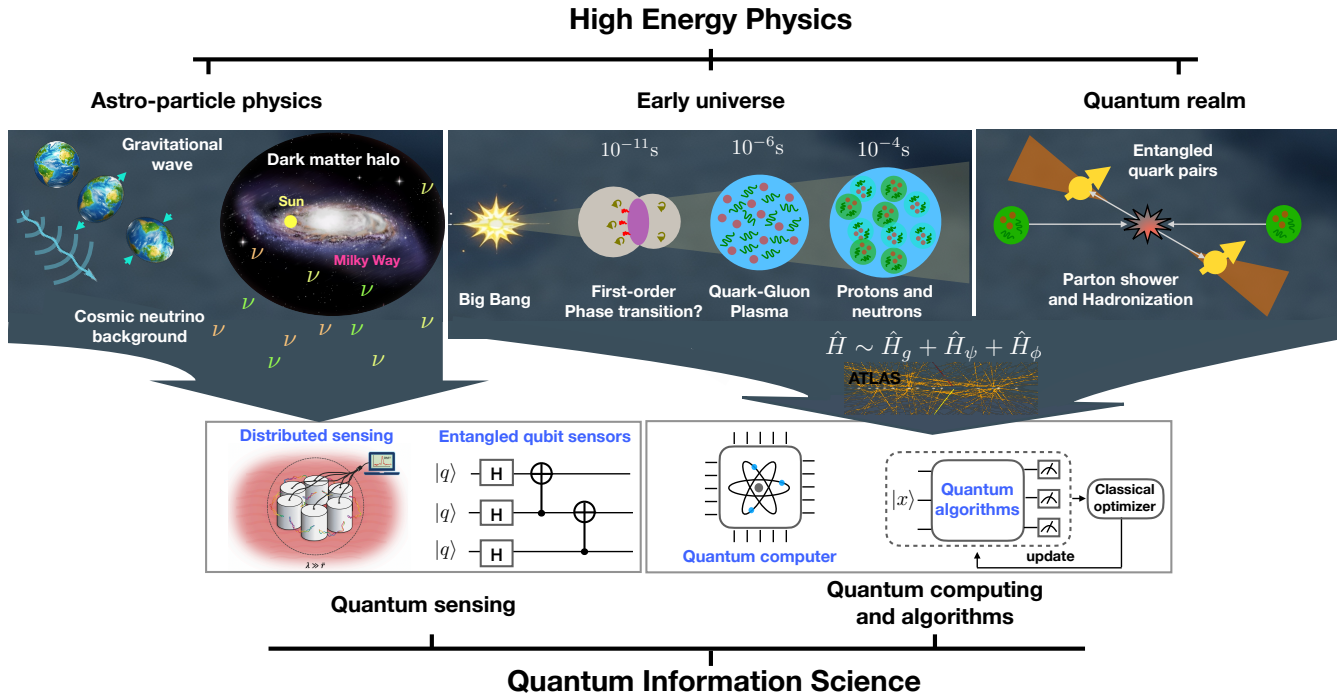 High Energy Physics
Astro-particle physics
Early universe
Quantum realm
Gravitational
wave
Dark matter halo
Sun
Milky Way
ν
ν
ν
ν
ν
ν
ν
ν
ν
ν
ν
ν
Cosmic neutrino
background
10⁻¹¹s
10⁻⁶s
10⁻⁴s
Big Bang
First-order
Phase transition?
Quark-Gluon
Plasma
Protons and
neutrons
Entangled
quark pairs
Parton shower
and Hadronization
Ĥ ∼ Ĥ_g + Ĥ_ψ + Ĥ_ϕ
ATLAS
Distributed sensing
λ ≫ r
Entangled qubit sensors
|q⟩ H
|q⟩ H
|q⟩ H
Quantum computer
|x⟩
Quantum
algorithms
Classical
optimizer
update
Quantum sensing
Quantum computing
and algorithms
Quantum Information Science